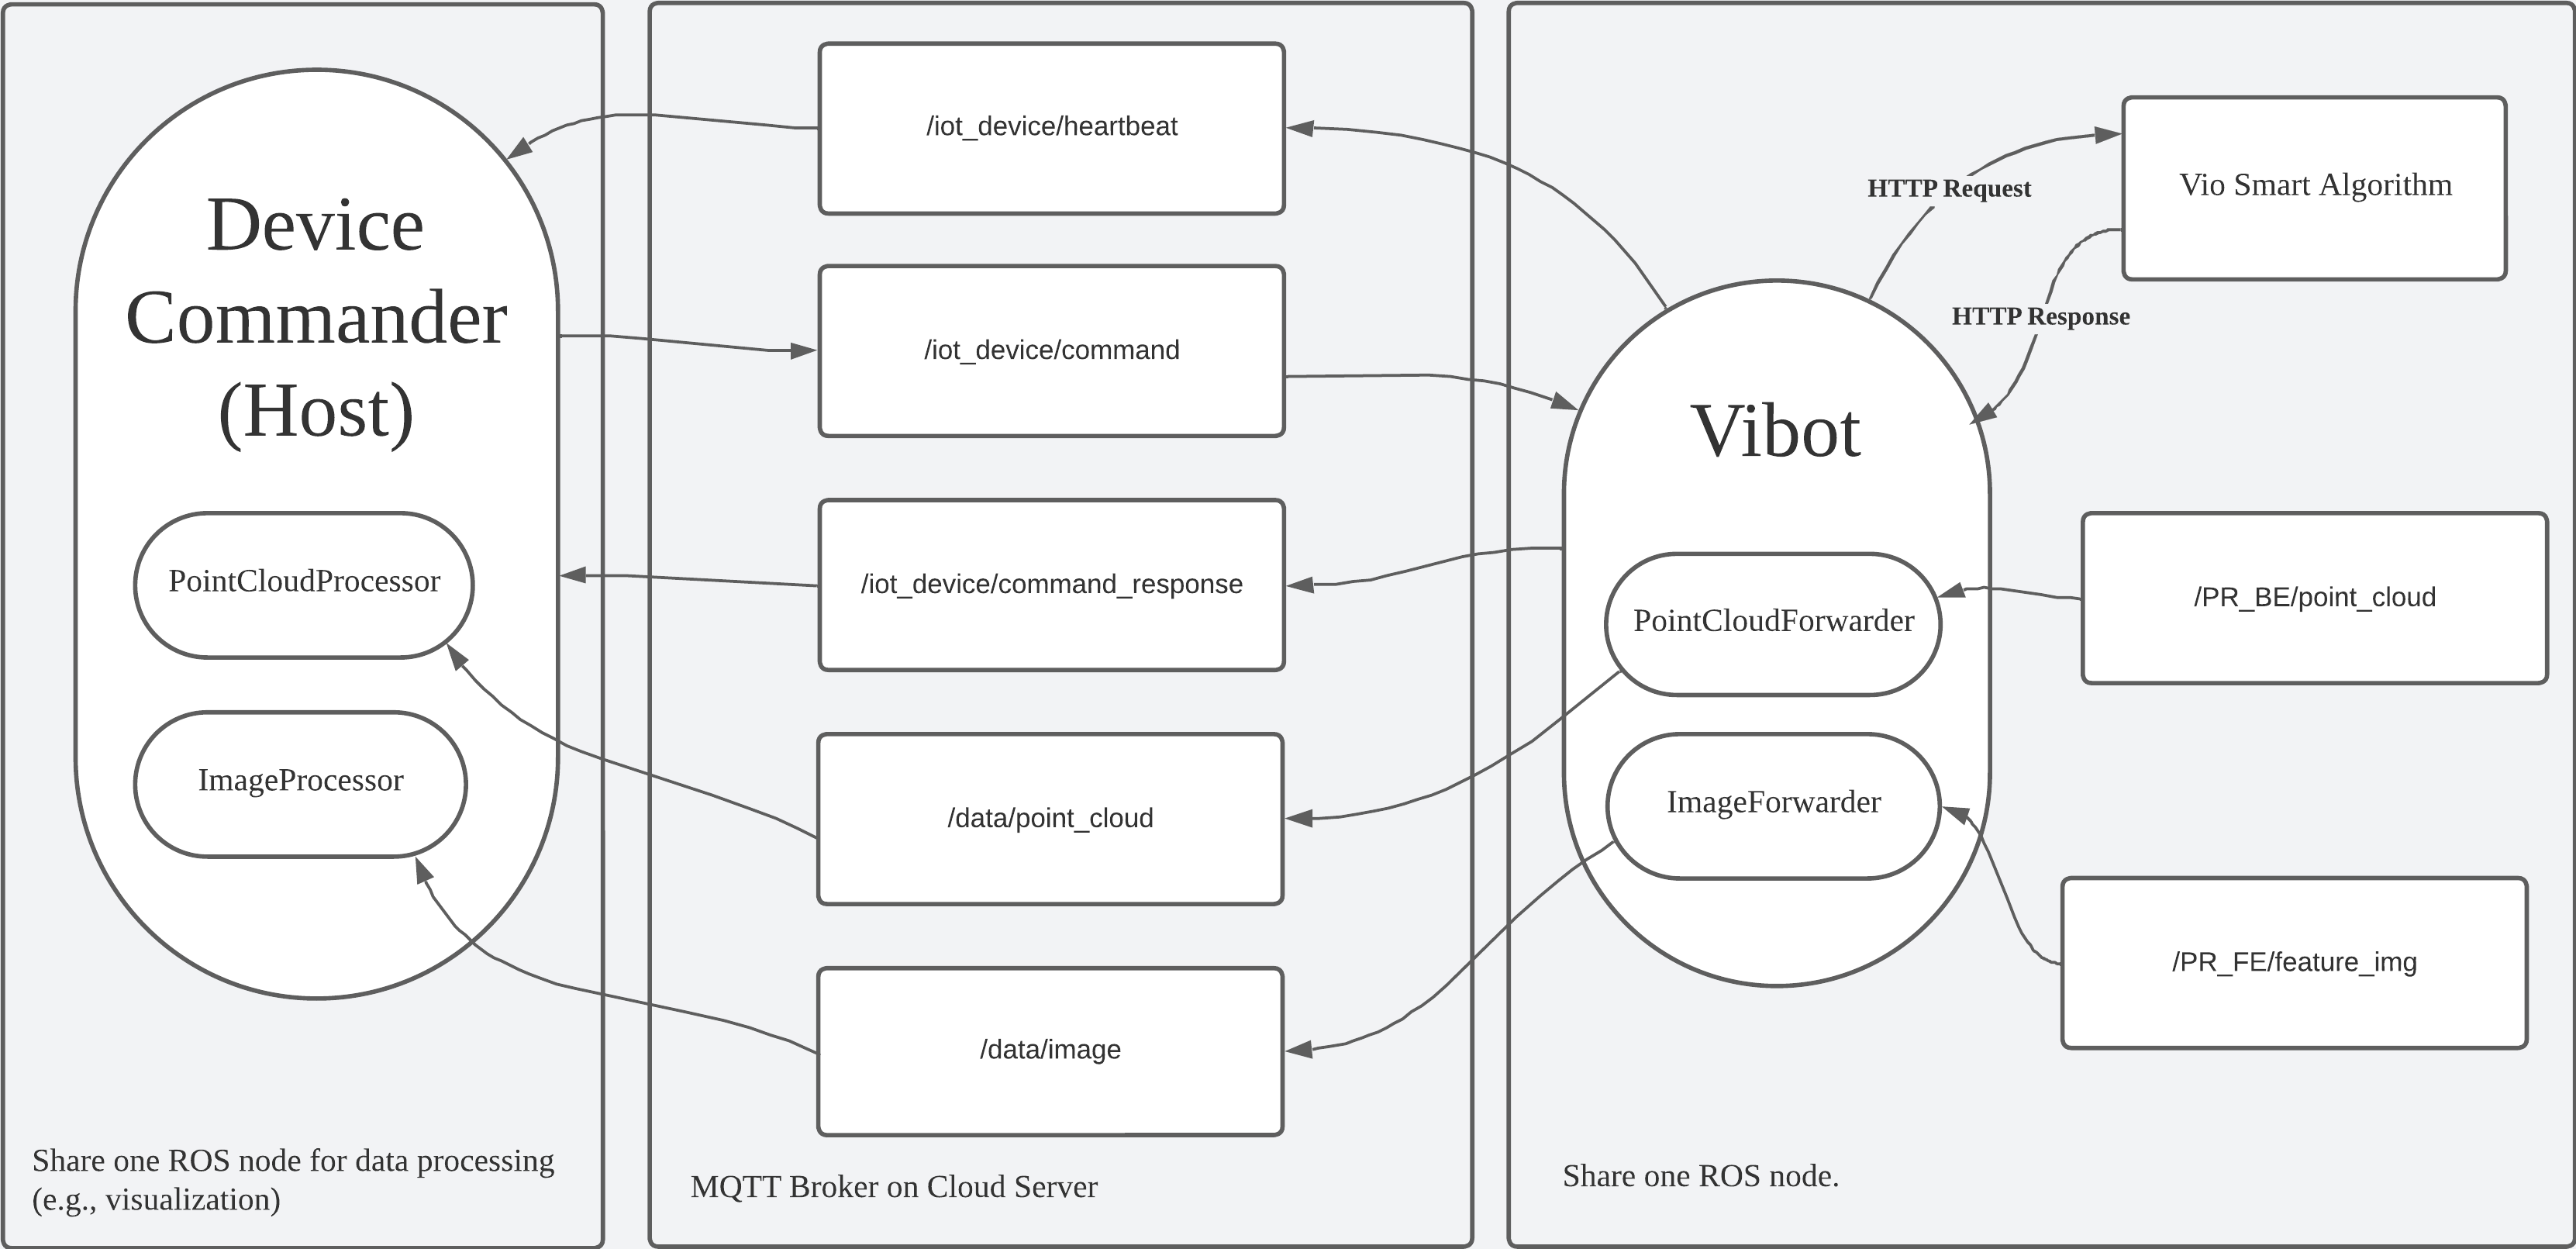 Device
Commander
(Host)
PointCloudProcessor
ImageProcessor
Share one ROS node for data processing
(e.g., visualization)
/iot_device/heartbeat
/iot_device/command
/iot_device/command_response
/data/point_cloud
/data/image
MQTT Broker on Cloud Server
HTTP Request
Vio Smart Algorithm
HTTP Response
Vibot
PointCloudForwarder
/PR_BE/point_cloud
ImageForwarder
/PR_FE/feature_img
Share one ROS node.